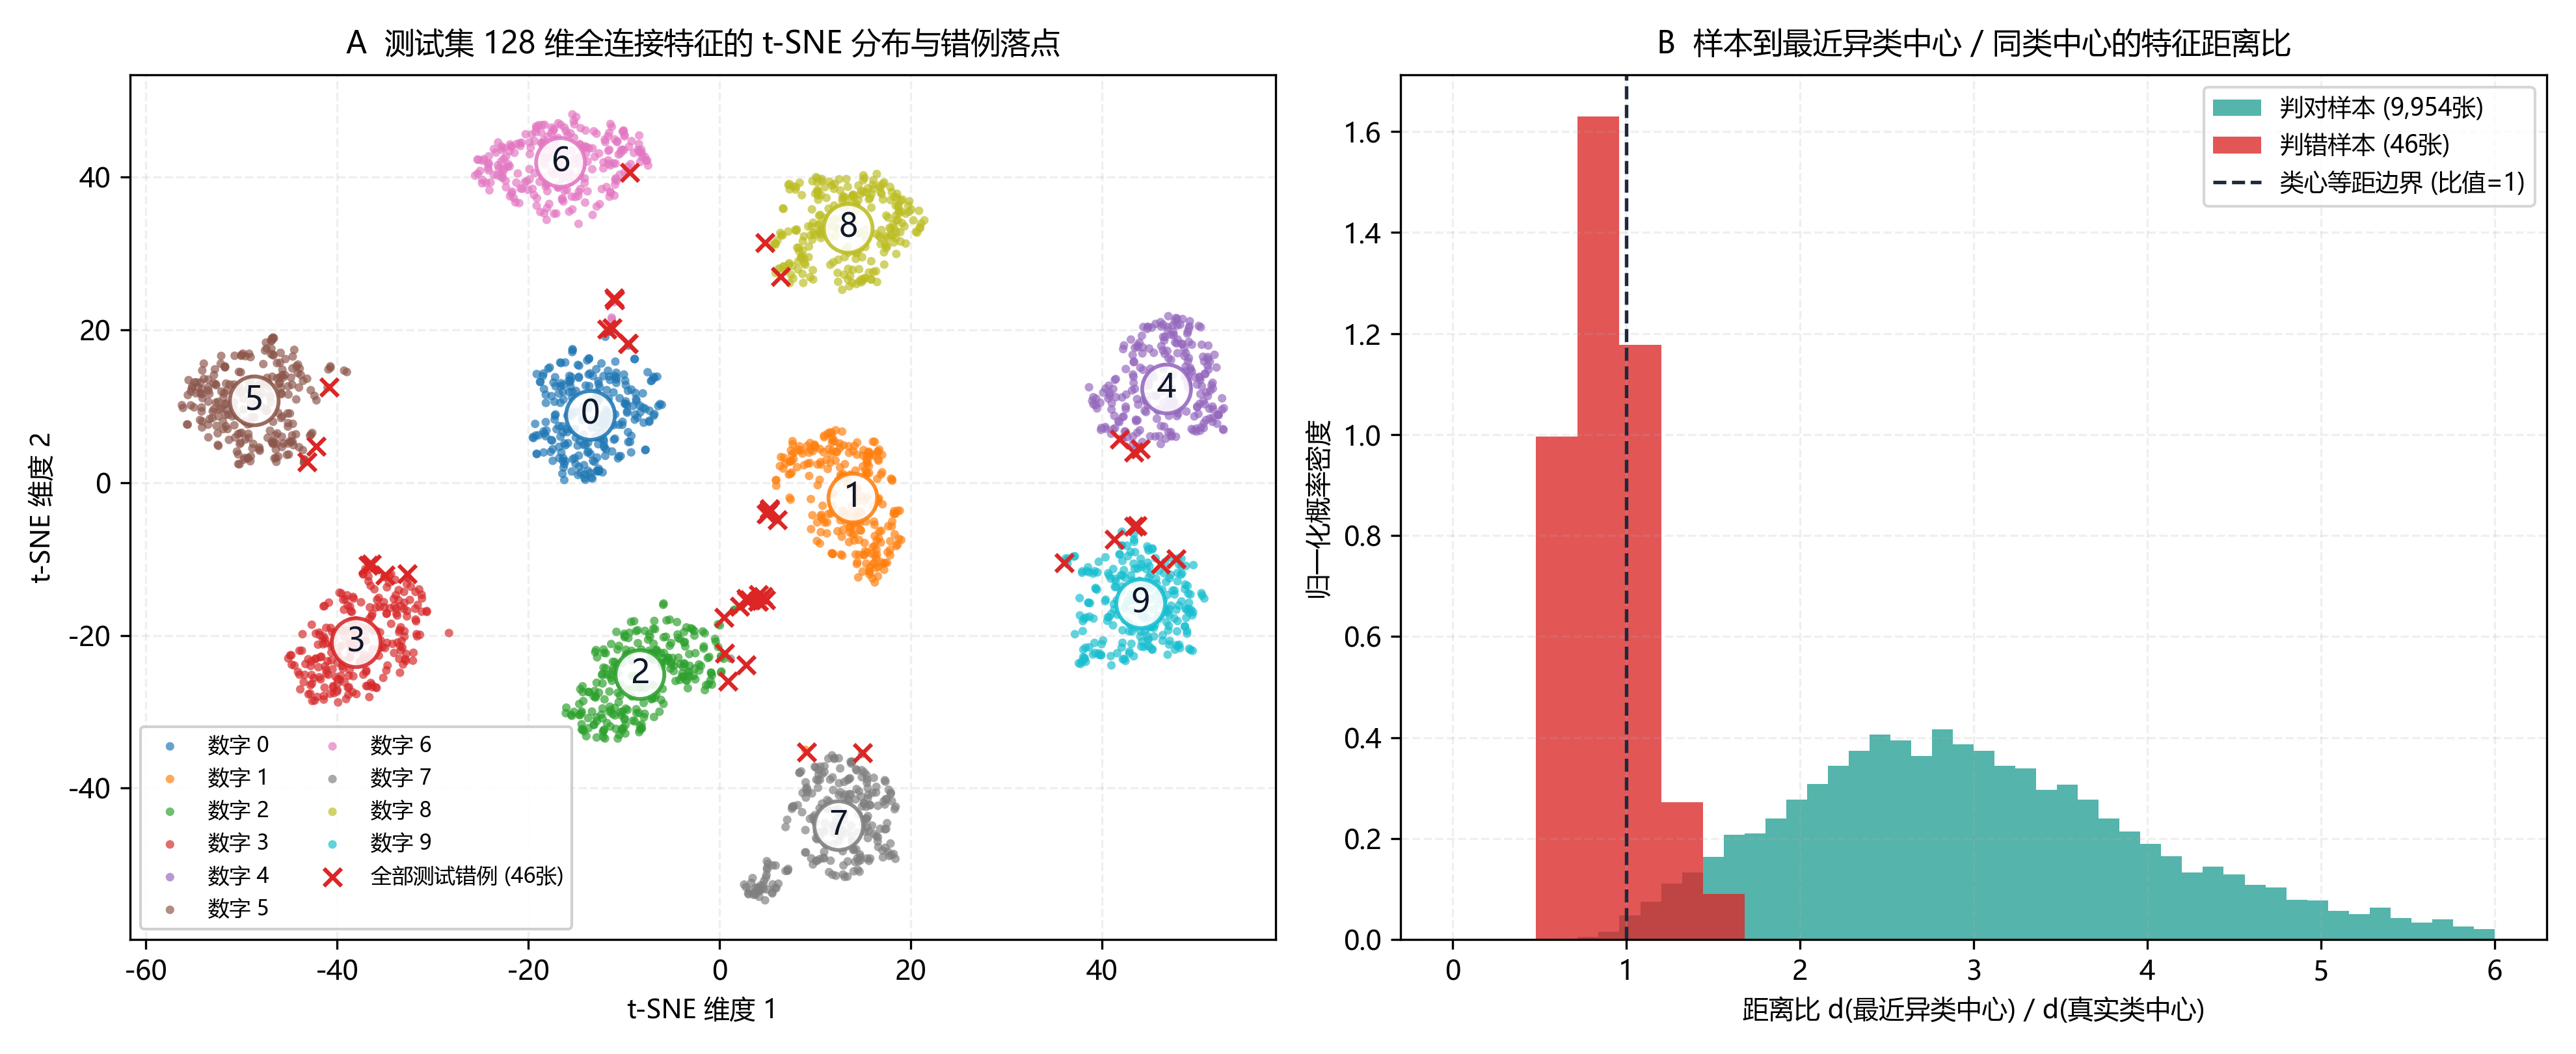 A 测试集 128 维全连接特征的 t-SNE 分布与错例落点
40
20
0
-20
-40
t-SNE 维度 2
6
8
5
0
4
1
3
2
9
7
数字 0
数字 1
数字 2
数字 3
数字 4
数字 5
数字 6
数字 7
数字 8
数字 9
全部测试错例 (46张)
-60
-40
-20
0
20
40
t-SNE 维度 1
B 样本到最近异类中心 / 同类中心的特征距离比
判对样本 (9,954张)
判错样本 (46张)
类心等距边界 (比值=1)
1.6
1.4
1.2
1.0
0.8
0.6
0.4
0.2
0.0
归一化概率密度
0
1
2
3
4
5
6
距离比 d(最近异类中心) / d(真实类中心)